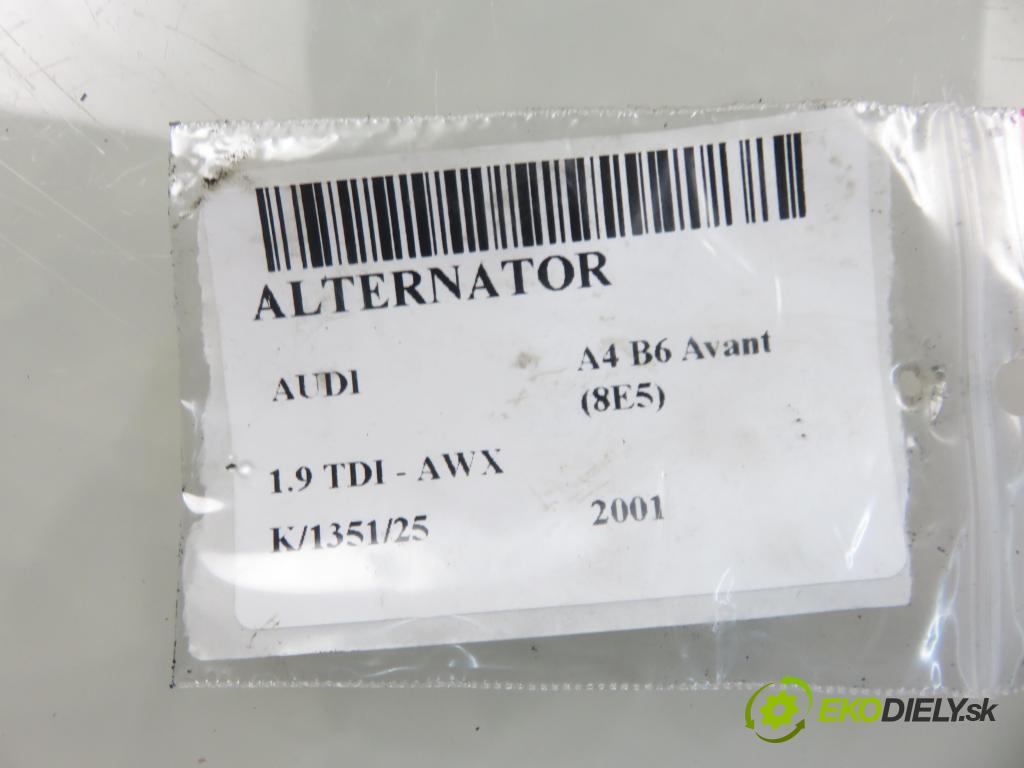 ALTERNATOR
AUDI
A4 B6 Avant
(8E5)
1.9 TDI - AWX
K/1351/25
2001
EKODIELY.sk